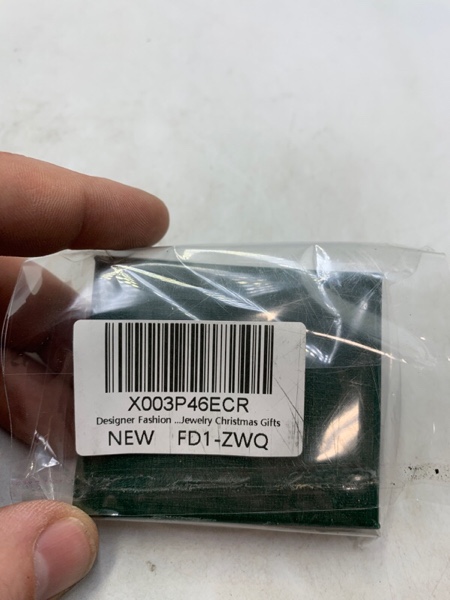 X003P46ECR
Designer Fashion ...Jewelry Christmas Gifts
NEW FD1-ZWQ